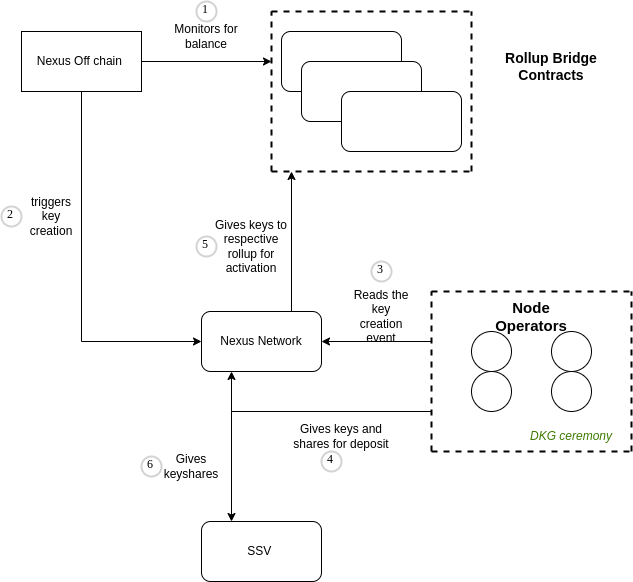 1
Monitors for
balance
Nexus Off chain
Rollup Bridge
Contracts
2
triggers
key
creation
5
Gives keys to
respective
rollup for
activation
3
Reads the
key
creation
event
Node
Operators
Nexus Network
DKG ceremony
Gives keys and
shares for deposit
4
6
Gives
keyshares
SSV